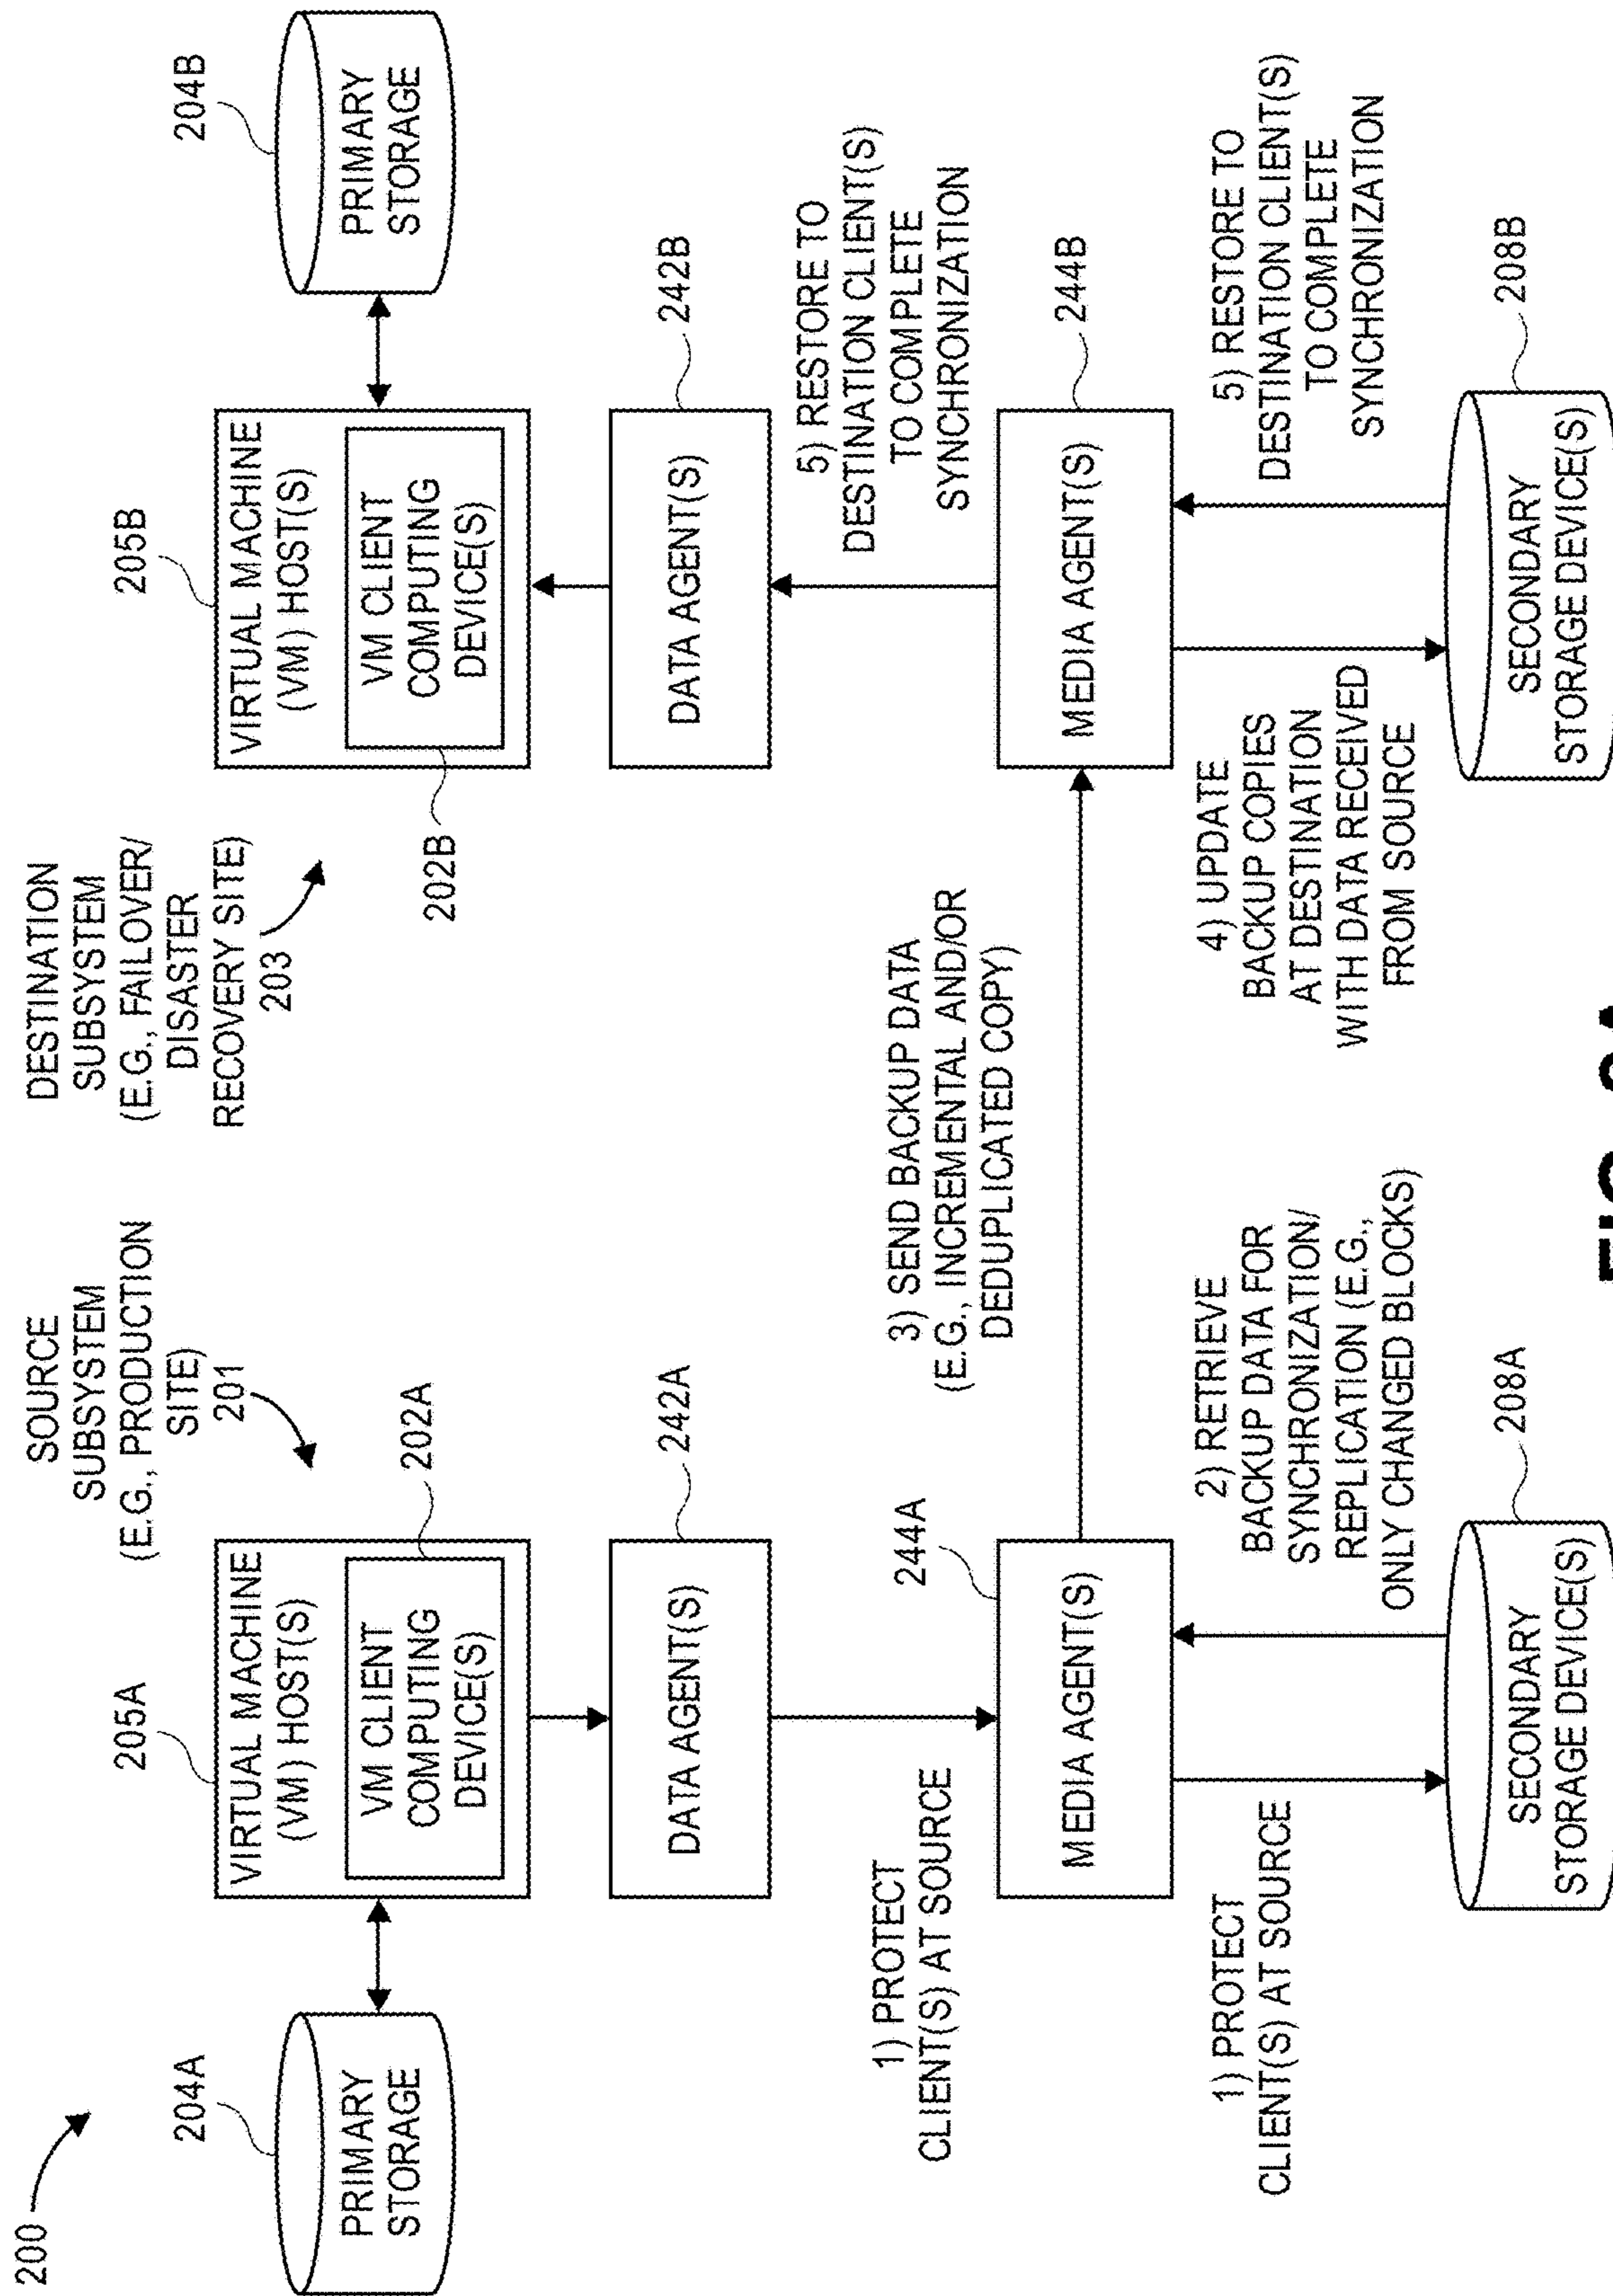 200
SOURCE
SUBSYSTEM
(E.G., PRODUCTION
SITE)
201
DESTINATION
SUBSYSTEM
(E.G., FAILOVER/
DISASTER
RECOVERY SITE)
203
204A
PRIMARY
STORAGE
205A
VIRTUAL MACHINE
(VM) HOST(S)
VM CLIENT
COMPUTING
DEVICE(S)
202A
205B
VIRTUAL MACHINE
(VM) HOST(S)
VM CLIENT
COMPUTING
DEVICE(S)
202B
204B
PRIMARY
STORAGE
DATA AGENT(S)
242A
DATA AGENT(S)
242B
1) PROTECT
CLIENT(S) AT SOURCE
3) SEND BACKUP DATA
(E.G., INCREMENTAL AND/OR
DEDUPLICATED COPY)
5) RESTORE TO
DESTINATION CLIENT(S)
TO COMPLETE
SYNCHRONIZATION
MEDIA AGENT(S)
244A
MEDIA AGENT(S)
244B
1) PROTECT
CLIENT(S) AT SOURCE
2) RETRIEVE
BACKUP DATA FOR
SYNCHRONIZATION/
REPLICATION (E.G.,
ONLY CHANGED BLOCKS)
4) UPDATE
BACKUP COPIES
AT DESTINATION
WITH DATA RECEIVED
FROM SOURCE
5) RESTORE TO
DESTINATION CLIENT(S)
TO COMPLETE
SYNCHRONIZATION
SECONDARY
STORAGE DEVICE(S)
208A
SECONDARY
STORAGE DEVICE(S)
208B